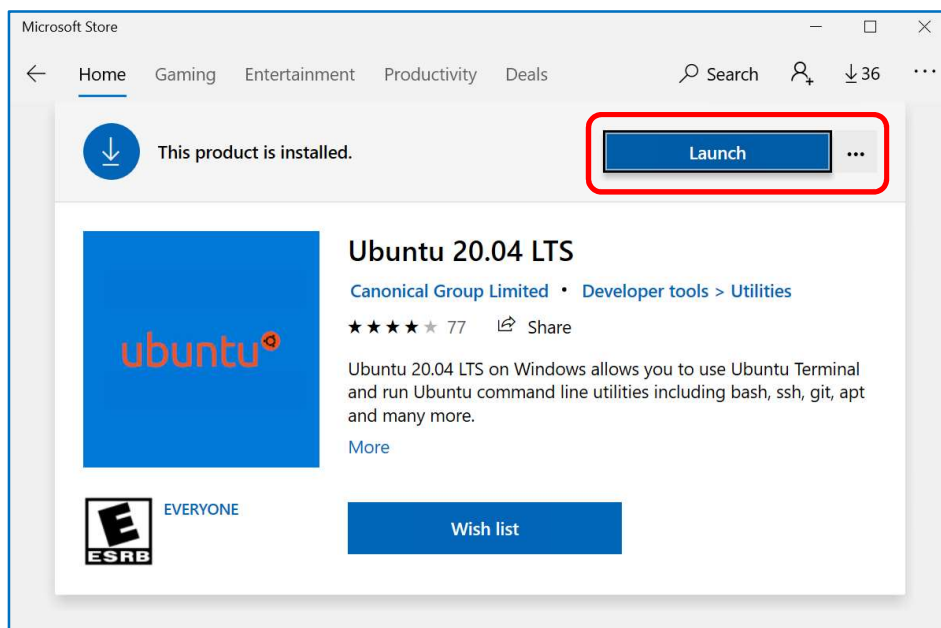 Microsoft Store
Home Gaming Entertainment Productivity Deals Search 36 ...
This product is installed. Launch ...
Ubuntu 20.04 LTS
Canonical Group Limited • Developer tools > Utilities
★★★★★ 77 Share
ubuntu
Ubuntu 20.04 LTS on Windows allows you to use Ubuntu Terminal
and run Ubuntu command line utilities including bash, ssh, git, apt
and many more.
More
E
ESRB
EVERYONE
Wish list